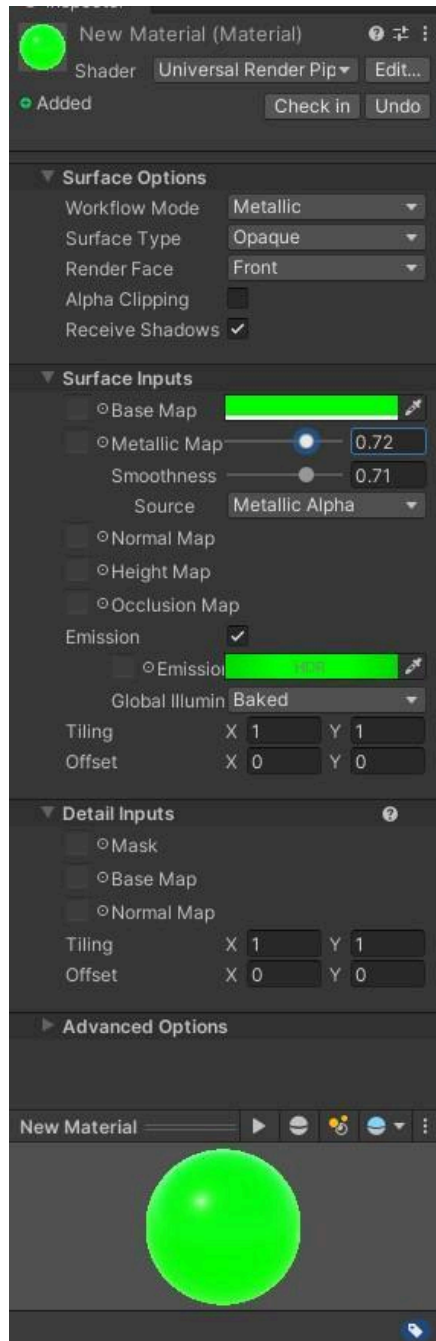 New Material (Material)
Shader Universal Render Pip Edit...
Added Check in Undo
Surface Options
Workflow Mode Metallic
Surface Type Opaque
Render Face Front
Alpha Clipping
Receive Shadows
Surface Inputs
Base Map
Metallic Map 0.72
Smoothness 0.71
Source Metallic Alpha
Normal Map
Height Map
Occlusion Map
Emission
Emission HDR
Global Illumin Baked
Tiling X 1 Y 1
Offset X 0 Y 0
Detail Inputs
Mask
Base Map
Normal Map
Tiling X 1 Y 1
Offset X 0 Y 0
Advanced Options
New Material